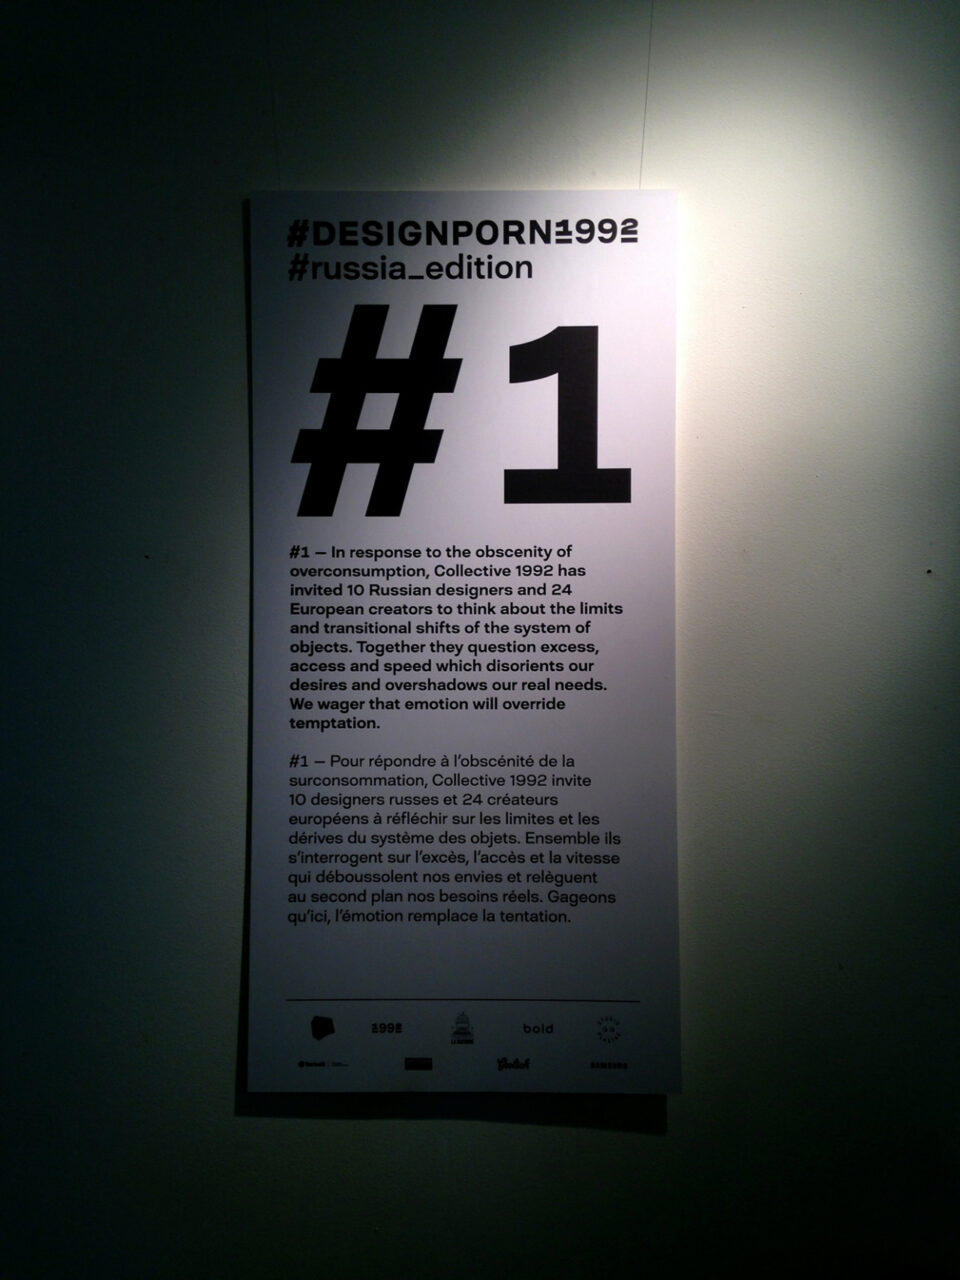 #DESIGNPORN1992
#russia_edition
#1
#1 — In response to the obscenity of
overconsumption, Collective 1992 has
invited 10 Russian designers and 24
European creators to think about the limits
and transitional shifts of the system of
objects. Together they question excess,
access and speed which disorients our
desires and overshadows our real needs.
We wager that emotion will override
temptation.
#1 — Pour répondre à l'obscénité de la
surconsommation, Collective 1992 invite
10 designers russes et 24 créateurs
européens à réfléchir sur les limites et les
dérives du système des objets. Ensemble ils
s'interrogent sur l'excès, l'accès et la vitesse
qui déboussolent nos envies et relèguent
au second plan nos besoins réels. Gageons
qu'ici, l'émotion remplace la tentation.
1992 bold
Grolsch SAMSUNG